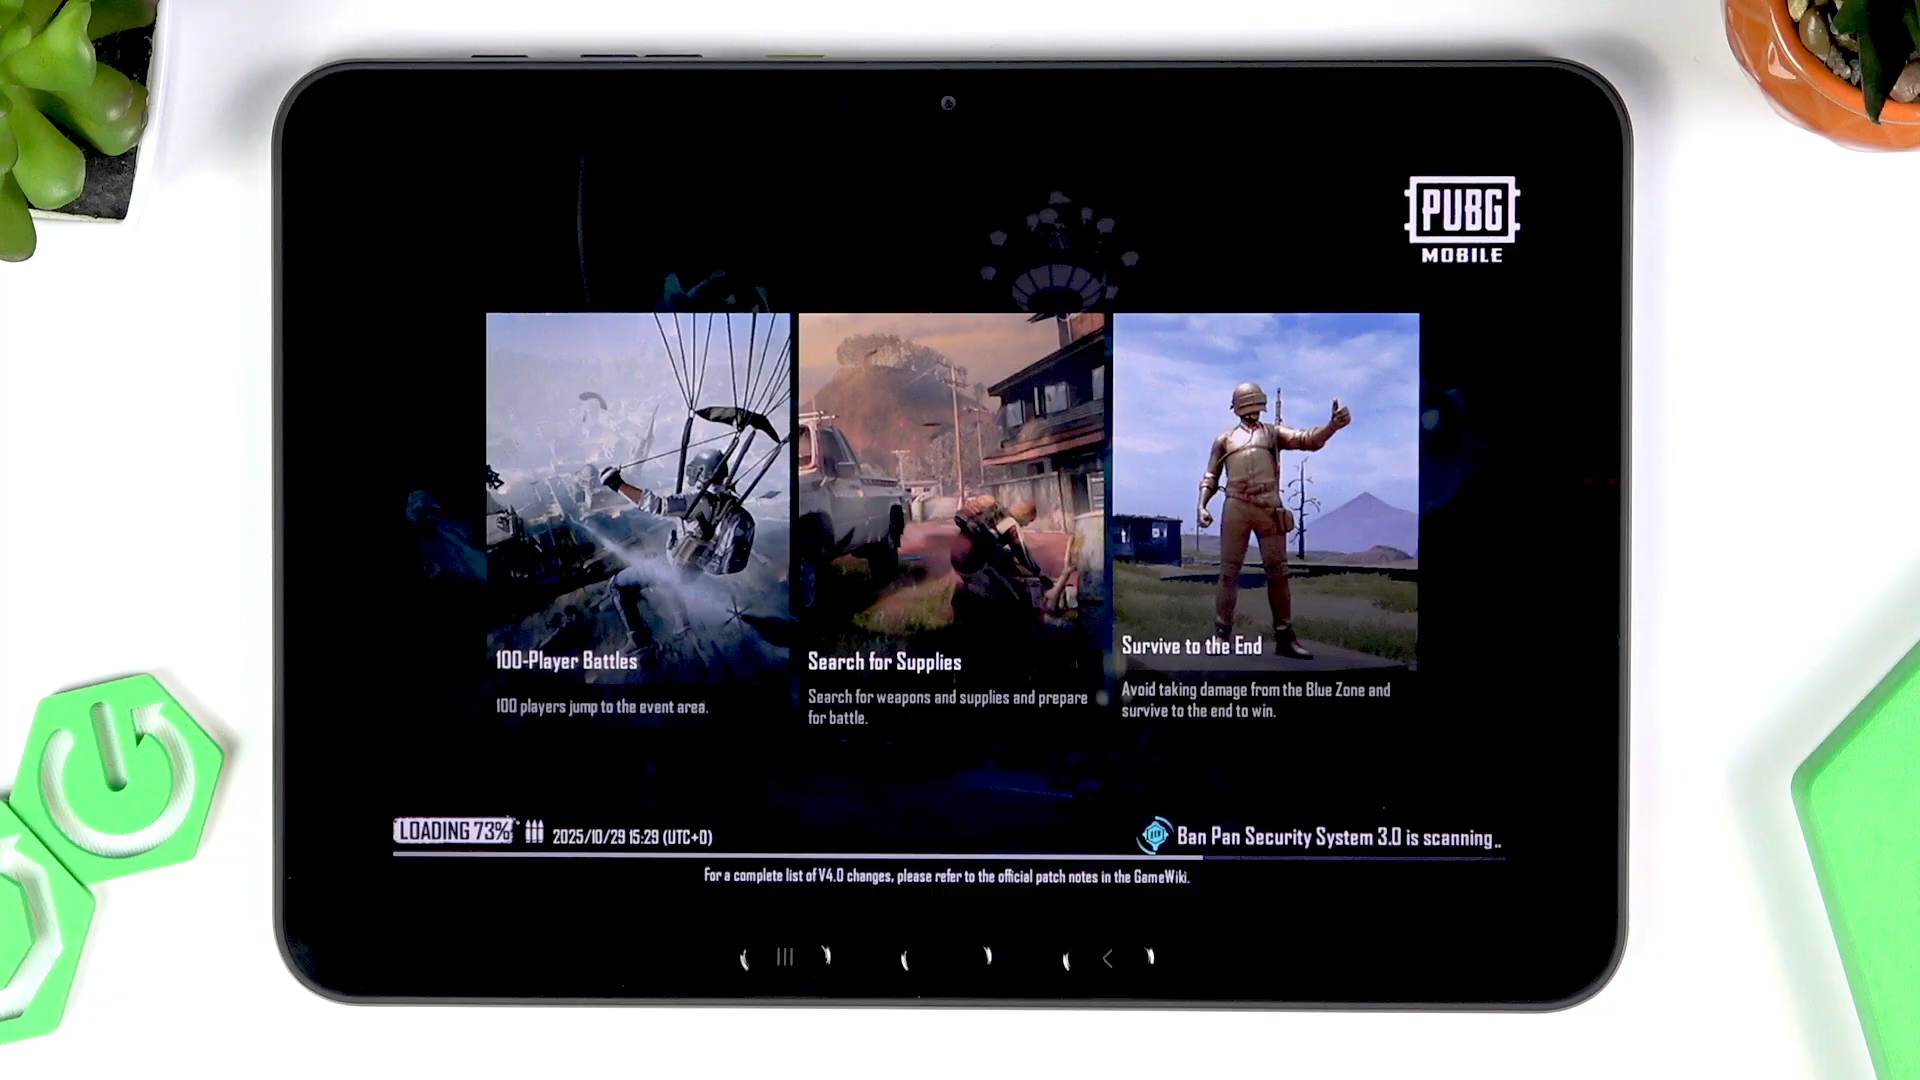 PUBG
MOBILE
100-Player Battles
100 players jump to the event area.
Search for Supplies
Search for weapons and supplies and prepare
for battle.
Survive to the End
Avoid taking damage from the Blue Zone and
survive to the end to win.
LOADING 73%
2025/10/29 15:29 (UTC+0)
Ban Pan Security System 3.0 is scanning..
For a complete list of V4.0 changes, please refer to the official patch notes in the GameWiki.